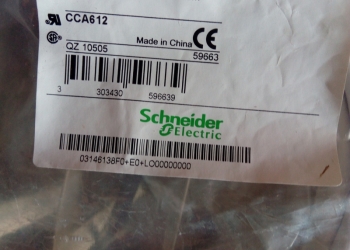 CCA612
Made in China
QZ 10505
59663
3 303430 596639
Schneider
Electric
03146138F0+E0+LO00000000